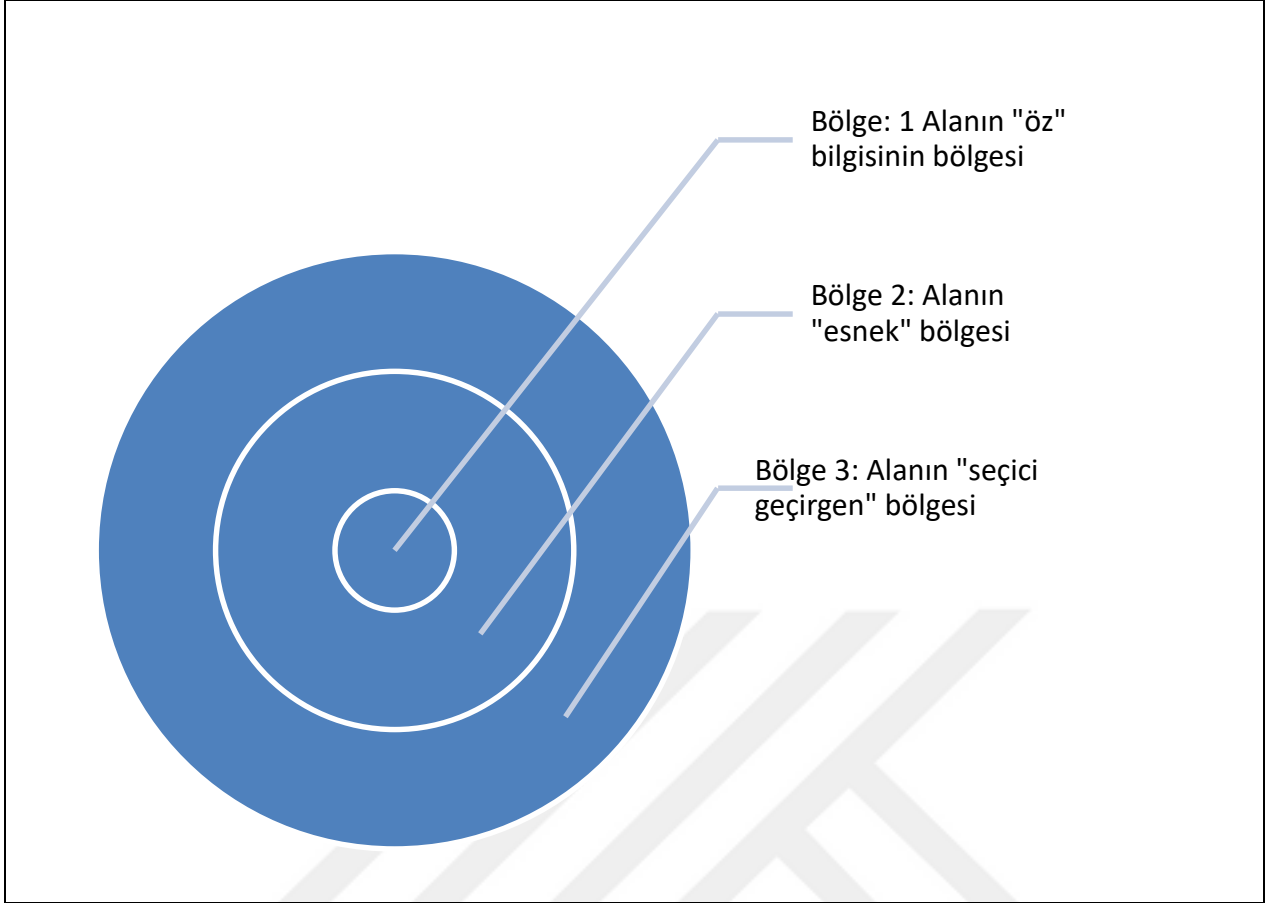 Bölge: 1 Alanın "öz"
bilgisinin bölgesi
Bölge 2: Alanın
"esnek" bölgesi
Bölge 3: Alanın "seçici
geçirgen" bölgesi